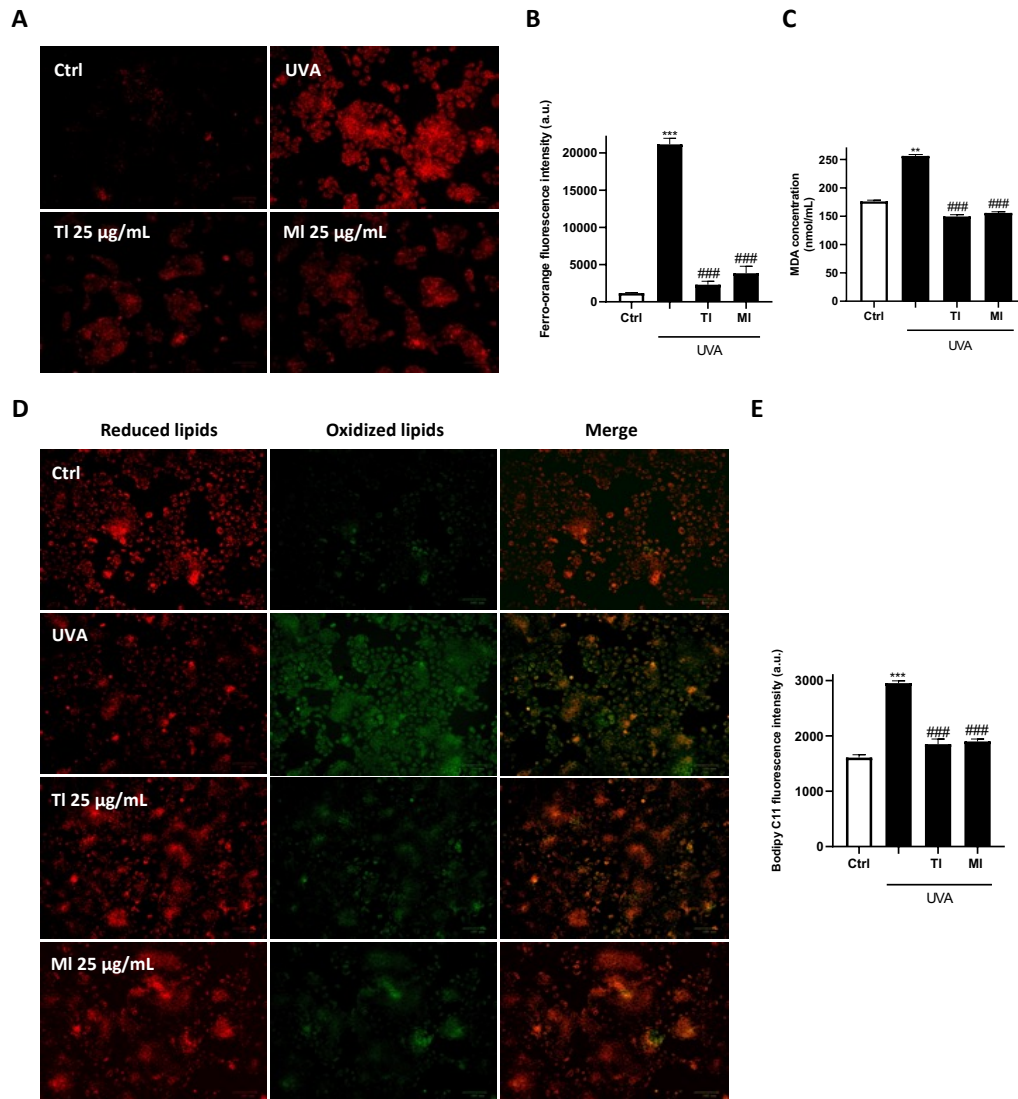 A
Ctrl
UVA
Tl 25 µg/mL
Ml 25 µg/mL
B
Ferro-orange fluorescence intensity (a.u.)
20000
15000
10000
5000
0
***
###
###
Ctrl
Tl
Ml
UVA
C
MDA concentration
(nmol/mL)
250
200
150
100
50
0
**
###
###
Ctrl
Tl
Ml
UVA
D
Reduced lipids
Oxidized lipids
Merge
Ctrl
UVA
Tl 25 µg/mL
Ml 25 µg/mL
E
Bodipy C11 fluorescence intensity (a.u.)
3000
2000
1000
0
***
###
###
Ctrl
Tl
Ml
UVA